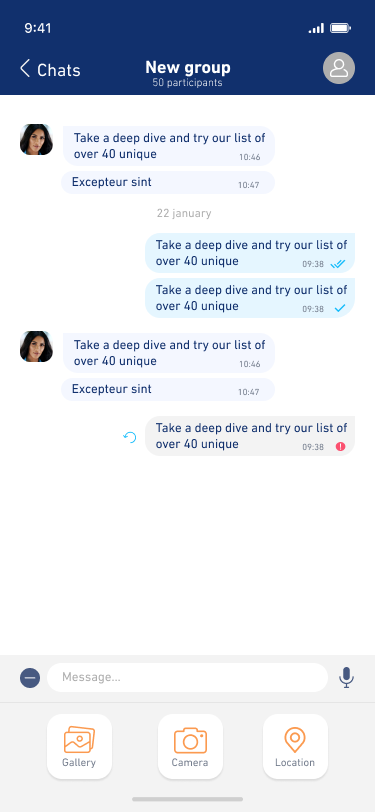 9:41
Chats
New group
50 participants
Take a deep dive and try our list of
over 40 unique
10:46
Excepteur sint
10:47
22 january
Take a deep dive and try our list of
over 40 unique
09:38
Take a deep dive and try our list of
over 40 unique
09:38
Take a deep dive and try our list of
over 40 unique
10:46
Excepteur sint
10:47
Take a deep dive and try our list of
over 40 unique
09:38
Message...
Gallery
Camera
Location